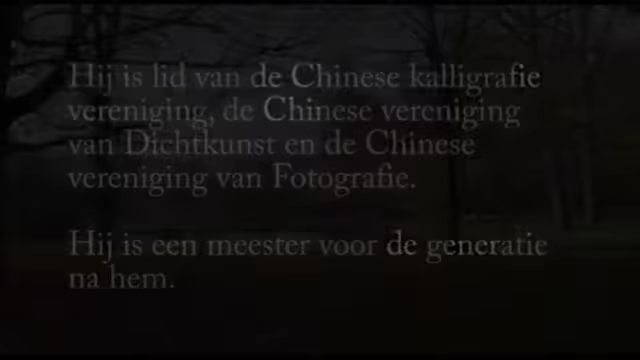 Hij is lid van de Chinese kalligrafie
vereniging, de Chinese vereniging
van Dichtkunst en de Chinese
vereniging van Fotografie.
Hij is een meester voor de generatie
na hem.